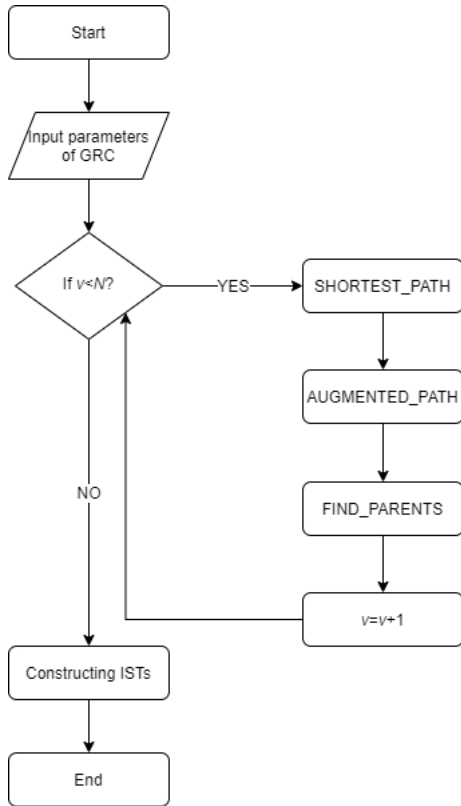 Start
Input parameters
of GRC
If v<N?
YES
SHORTEST_PATH
AUGMENTED_PATH
NO
FIND_PARENTS
v=v+1
Constructing ISTs
End